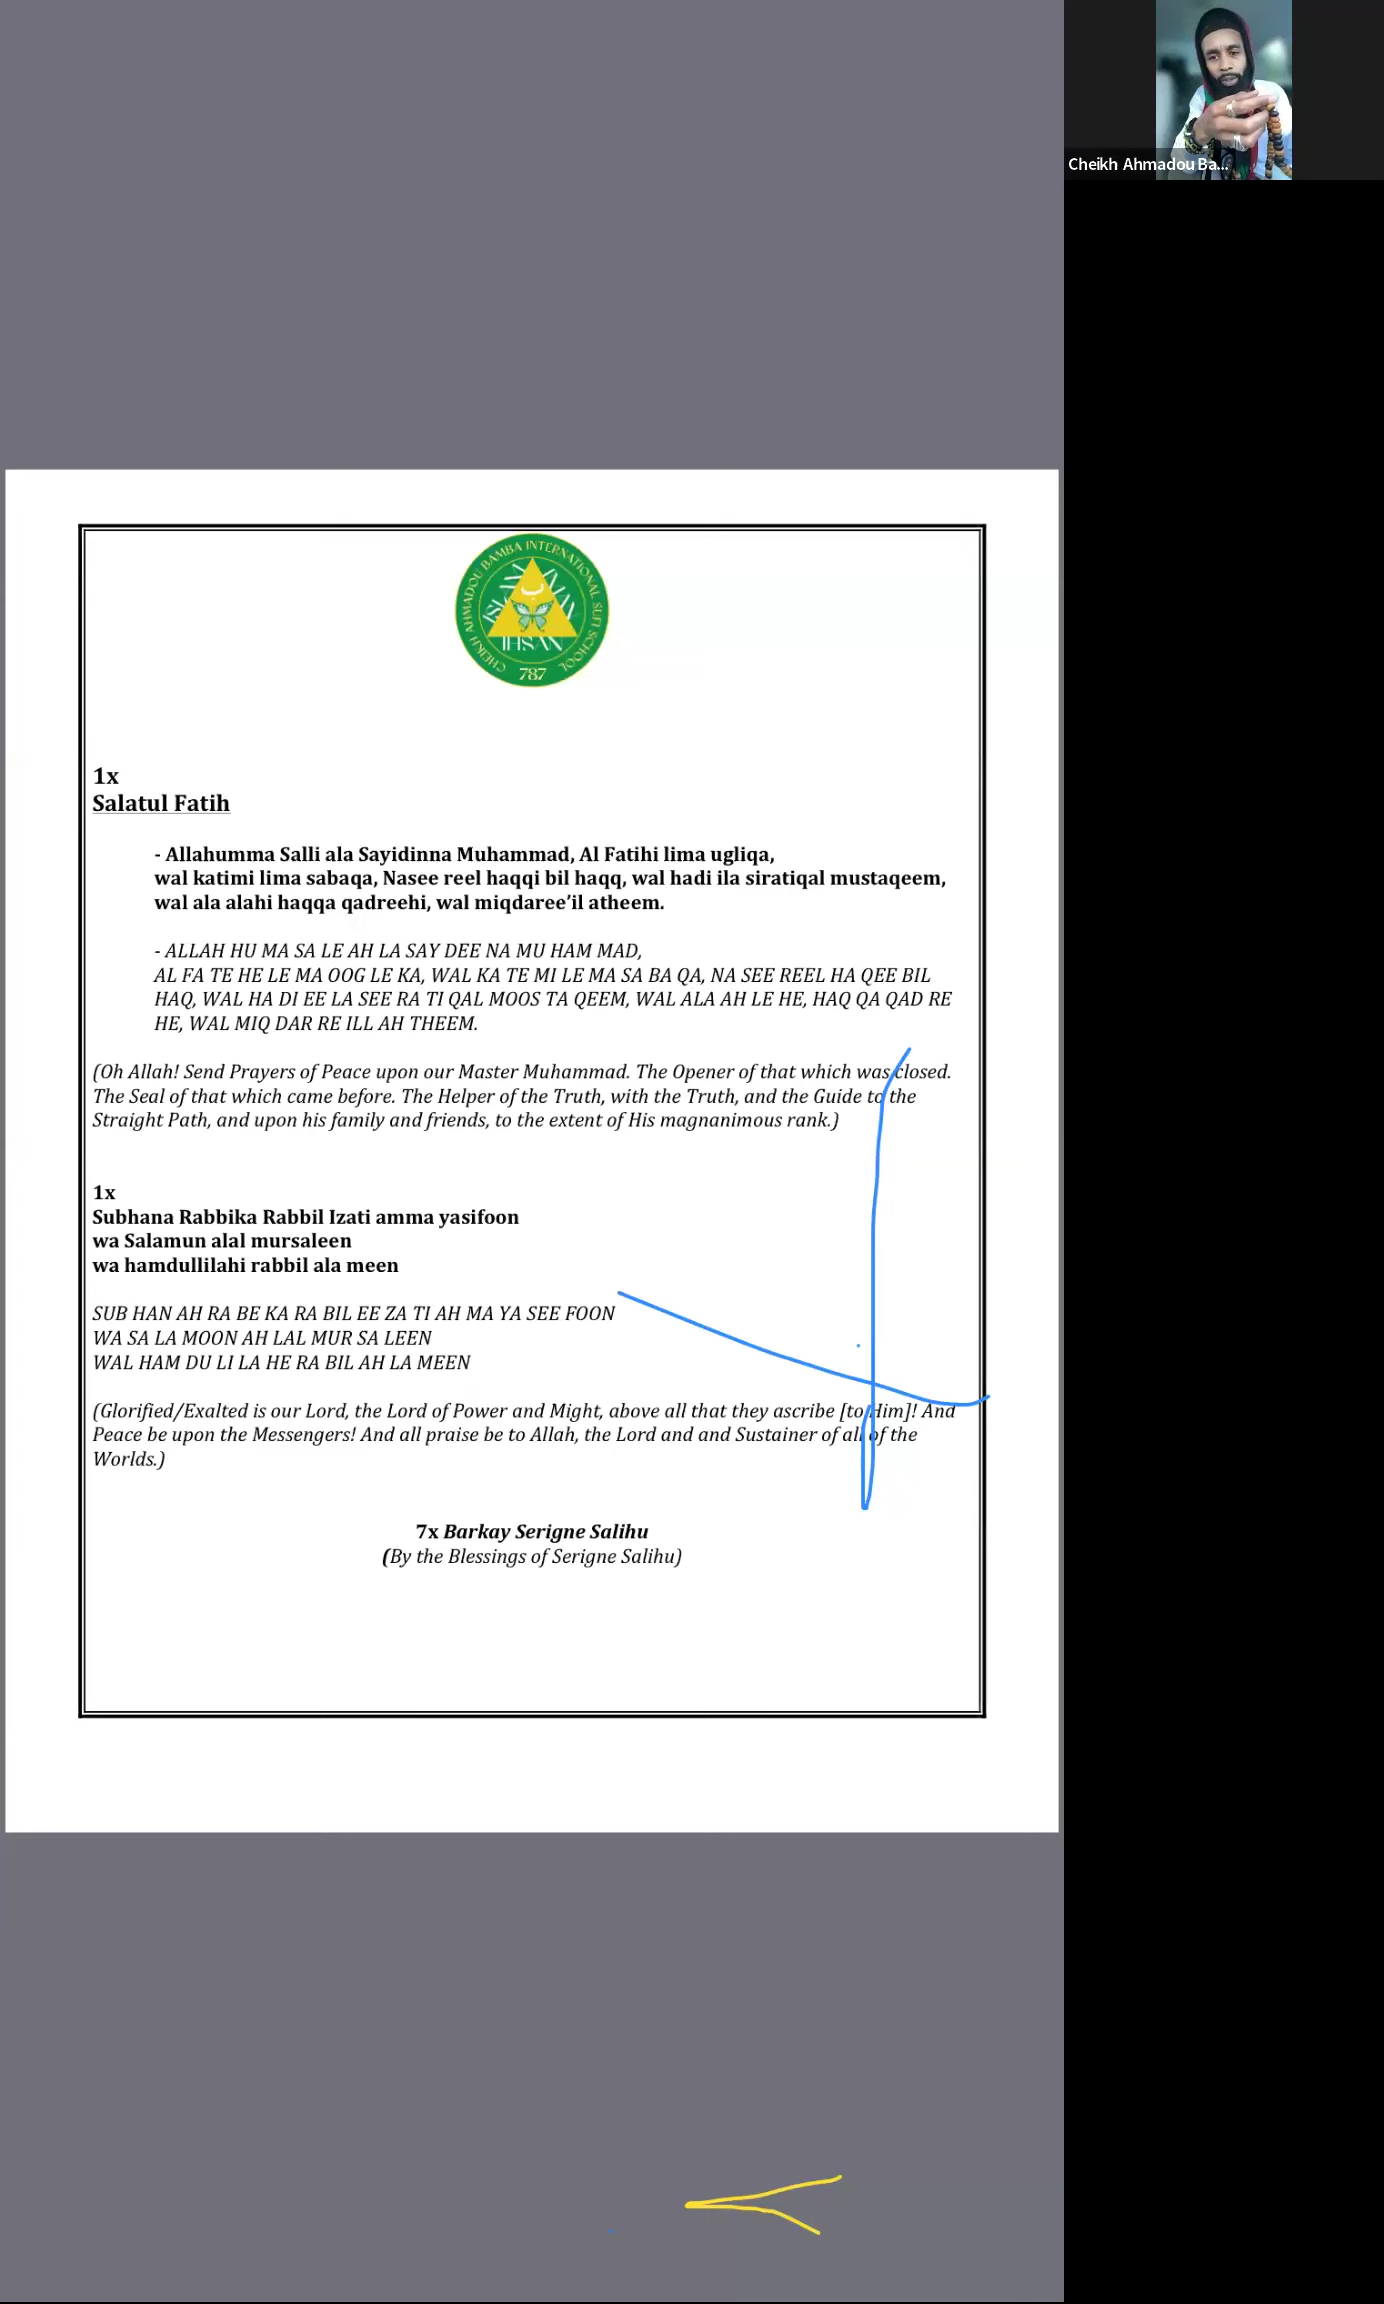 Cheikh Ahmadou Ba...
CHEIKH AHMADOU BAMBA INTERNATIONAL SUFI SCHOOL
ب
IHSAN
787
1x
Salatul Fatih
- Allahumma Salli ala Sayidinna Muhammad, Al Fatihi lima ugliqa,
wal katimi lima sabaqa, Nasee reel haqqi bil haqq, wal hadi ila siratiqal mustaqeem,
wal ala alahi haqqa qadreehi, wal miqdaree’il atheem.
- ALLAH HU MA SA LE AH LA SAY DEE NA MU HAM MAD,
AL FA TE HE LE MA OOG LE KA, WAL KA TE MI LE MA SA BA QA, NA SEE REEL HA QEE BIL
HAQ, WAL HA DI EE LA SEE RA TI QAL MOOS TA QEEM, WAL ALA AH LE HE, HAQ QA QAD RE
HE, WAL MIQ DAR RE ILL AH THEEM.
(Oh Allah! Send Prayers of Peace upon our Master Muhammad. The Opener of that which was closed.
The Seal of that which came before. The Helper of the Truth, with the Truth, and the Guide to the
Straight Path, and upon his family and friends, to the extent of His magnanimous rank.)
1x
Subhana Rabbika Rabbil Izati amma yasifoon
wa Salamun alal mursaleen
wa hamdullilahi rabbil ala meen
SUB HAN AH RA BE KA RA BIL EE ZA TI AH MA YA SEE FOON
WA SA LA MOON AH LAL MUR SA LEEN
WAL HAM DU LI LA HE RA BIL AH LA MEEN
(Glorified/Exalted is our Lord, the Lord of Power and Might, above all that they ascribe [to Him]! And
Peace be upon the Messengers! And all praise be to Allah, the Lord and and Sustainer of all of the
Worlds.)
7x Barkay Serigne Salihu
(By the Blessings of Serigne Salihu)